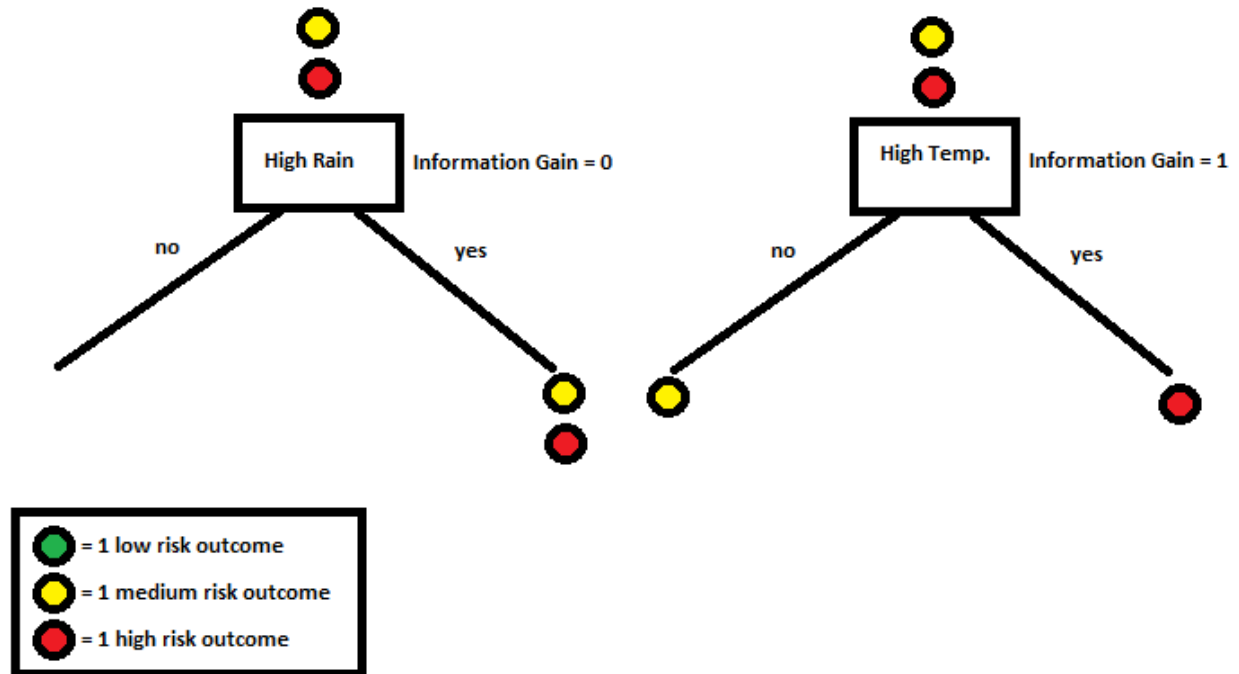 High Rain
Information Gain = 0
no
yes
High Temp.
Information Gain = 1
no
yes
= 1 low risk outcome
= 1 medium risk outcome
= 1 high risk outcome